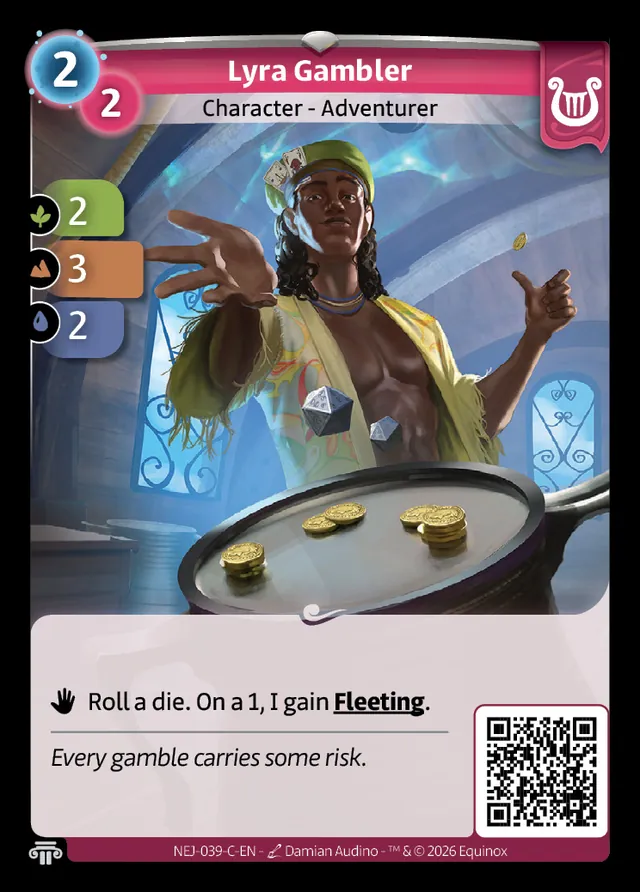 2
Lyra Gambler
2
Character - Adventurer
2
3
2
Roll a die. On a 1, I gain Fleeting.
Every gamble carries some risk.
NEJ-039-C-EN - Damian Audino - ™ & © 2026 Equinox